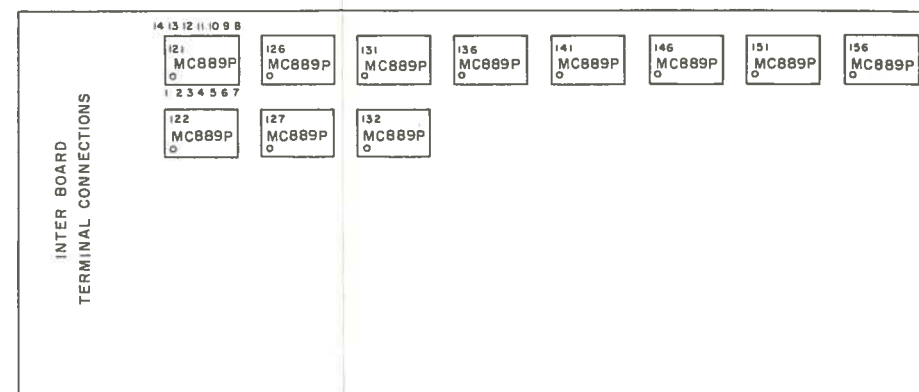 14 13 12 11 10 9 8
121 126 131 136 141 146 151 156
MC889P MC889P MC889P MC889P MC889P MC889P MC889P MC889P
1 2 3 4 5 6 7
122 127 132
MC889P MC889P MC889P
INTER BOARD
TERMINAL CONNECTIONS